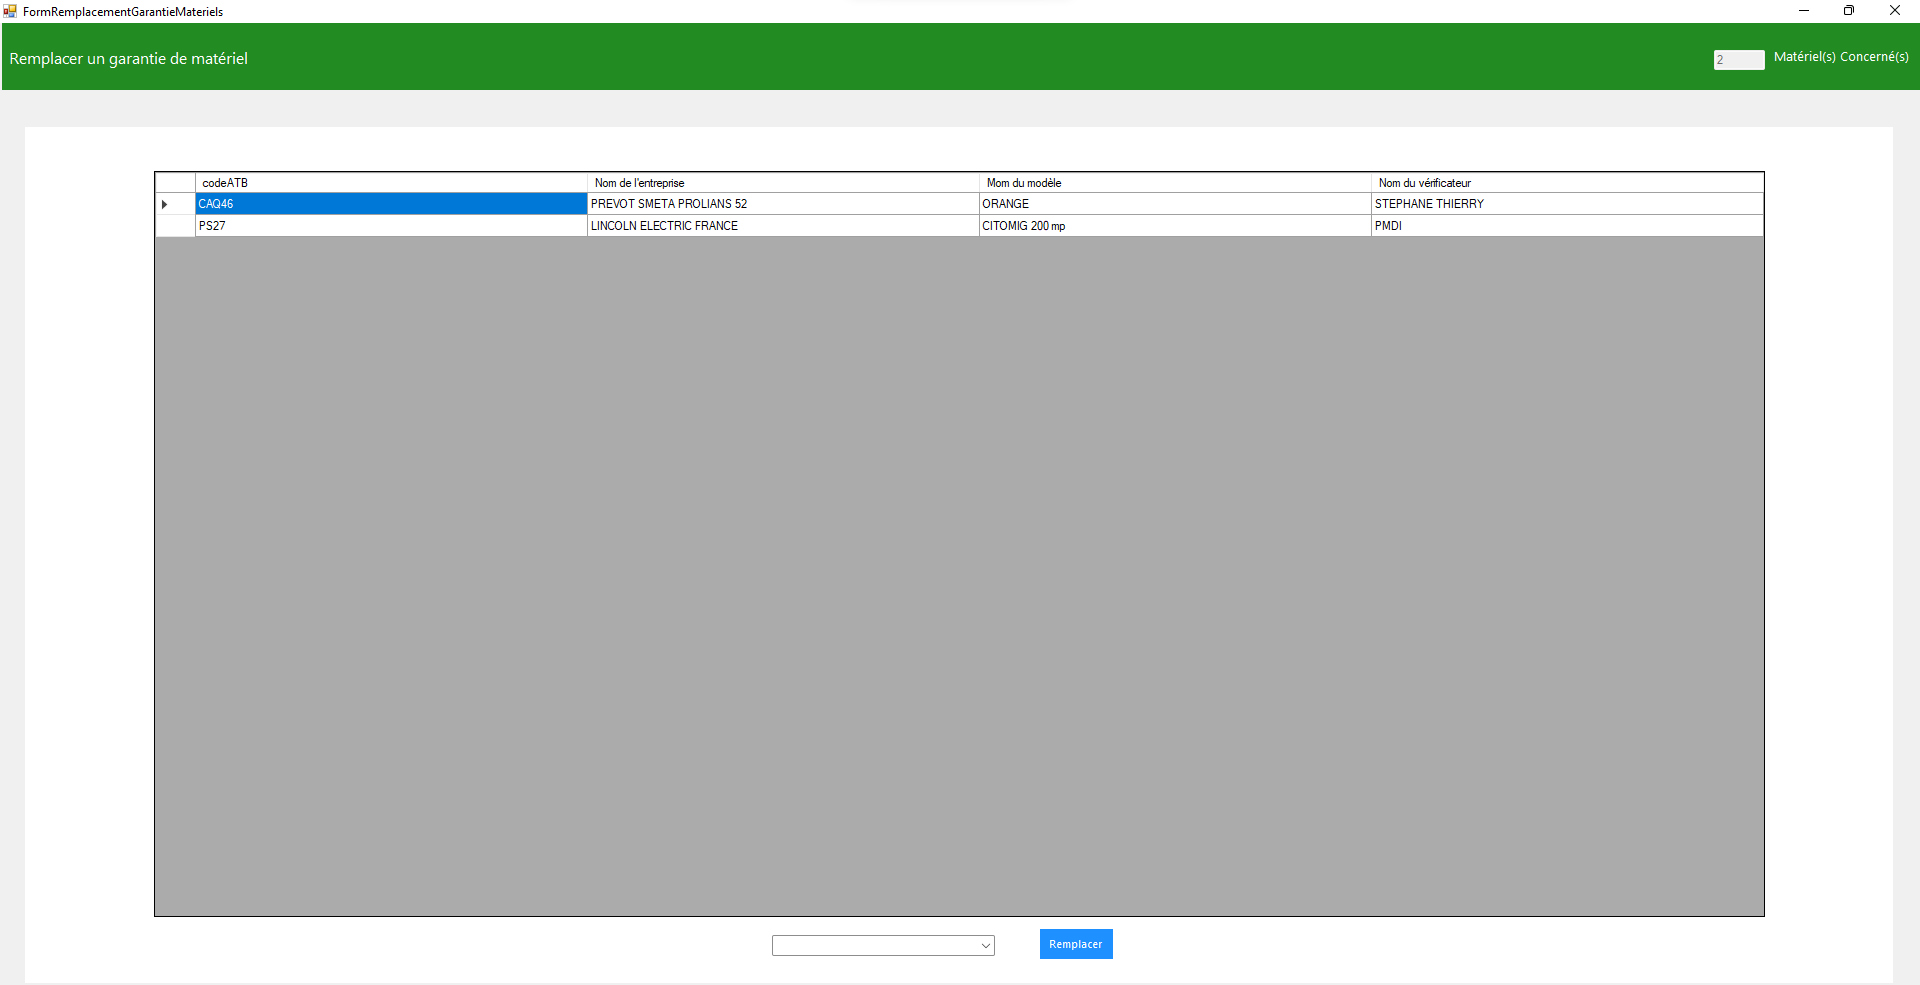 FormRemplacementGarantieMateriels
Remplacer un garantie de matériel
2 Matériel(s) Concerné(s)
codeATB Nom de l'entreprise Mom du modèle Nom du vérificateur
CAQ46 PREVOT SMETA PROLIANS 52 ORANGE STEPHANE THIERRY
PS27 LINCOLN ELECTRIC FRANCE CITOMIG 200 mp PMDI
Remplacer